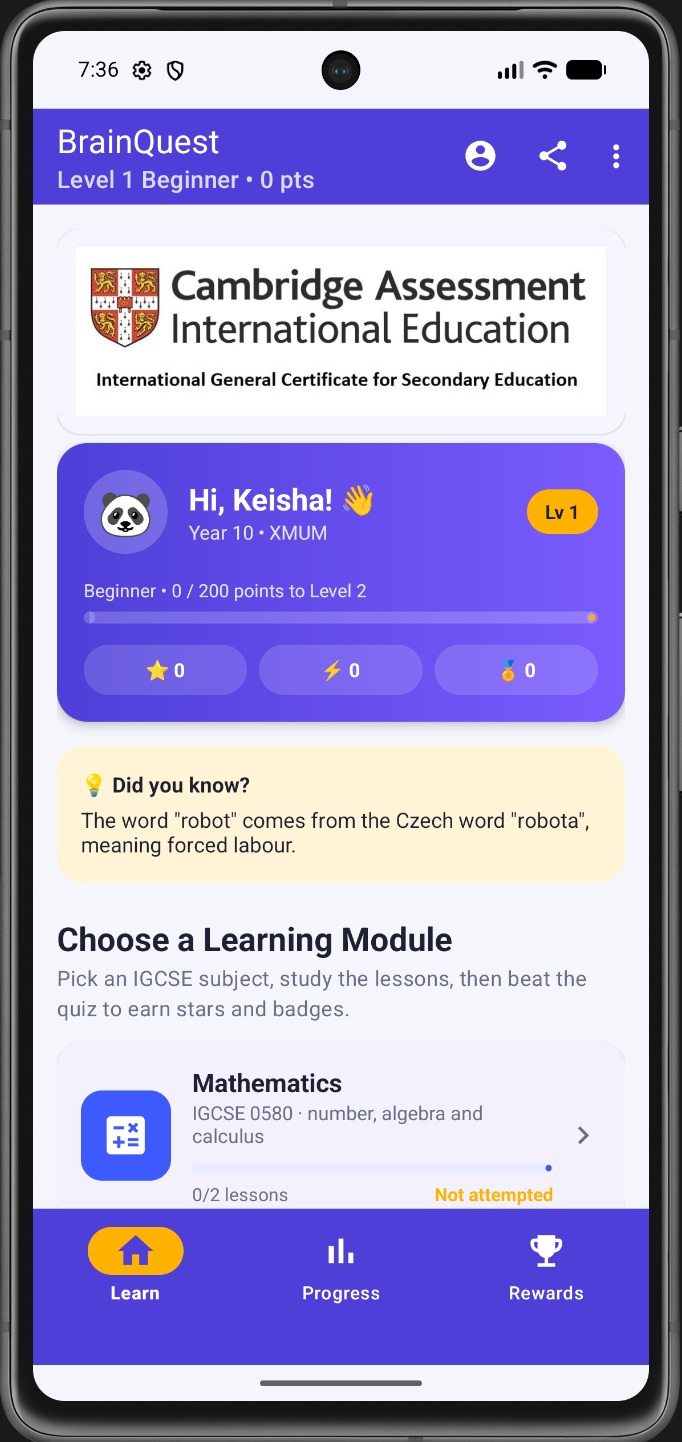 7:36
BrainQuest
Level 1 Beginner • 0 pts
Cambridge Assessment
International Education
International General Certificate for Secondary Education
Hi, Keisha! 👋
Year 10 • XMUM
Lv 1
Beginner • 0 / 200 points to Level 2
⭐ 0
⚡ 0
🏅 0
💡 Did you know?
The word "robot" comes from the Czech word "robota",
meaning forced labour.
Choose a Learning Module
Pick an IGCSE subject, study the lessons, then beat the
quiz to earn stars and badges.
Mathematics
IGCSE 0580 · number, algebra and
calculus
0/2 lessons
Not attempted
Learn
Progress
Rewards